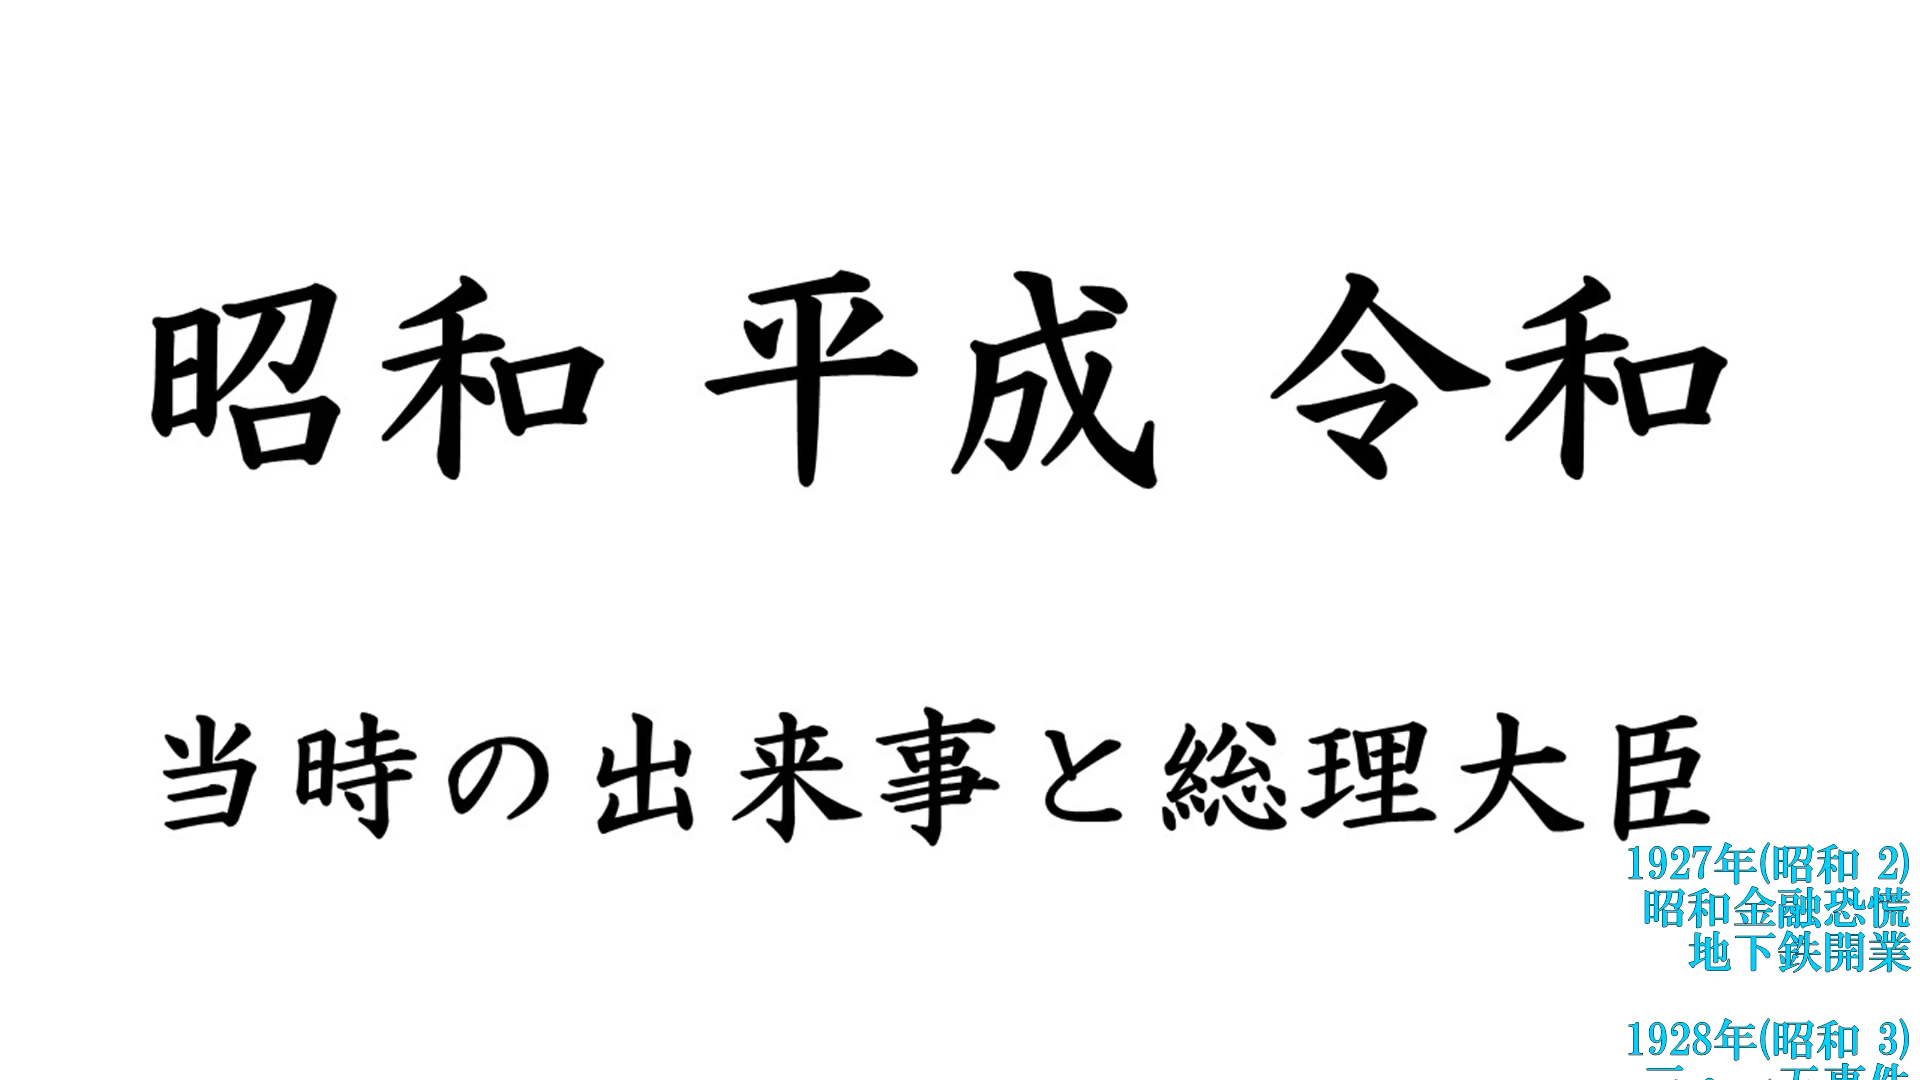 昭和 平成 令和
当時の出来事と総理大臣
1927年(昭和 2)
昭和金融恐慌
地下鉄開業
1928年(昭和 3)